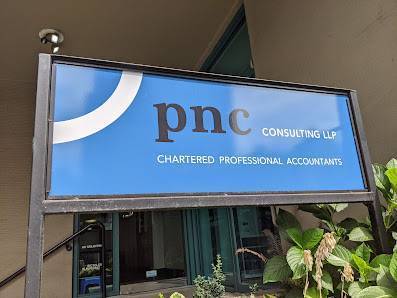 pnc CONSULTING LLP
CHARTERED PROFESSIONAL ACCOUNTANTS